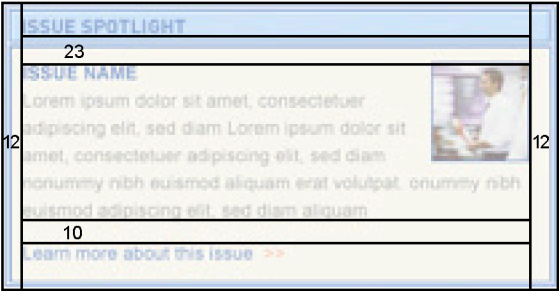 ISSUE SPOTLIGHT
23
ISSUE NAME
Lorem ipsum dolor sit amet, consectetuer
adipiscing elit, sed diam Lorem ipsum dolor sit
12 amet, consectetuer adipiscing elit, sed diam 12
nonummy nibh euismod aliquam erat volutpat. onummy nibh
euismod adipiscing elit, sed diam aliquam
10
Learn more about this issue >>